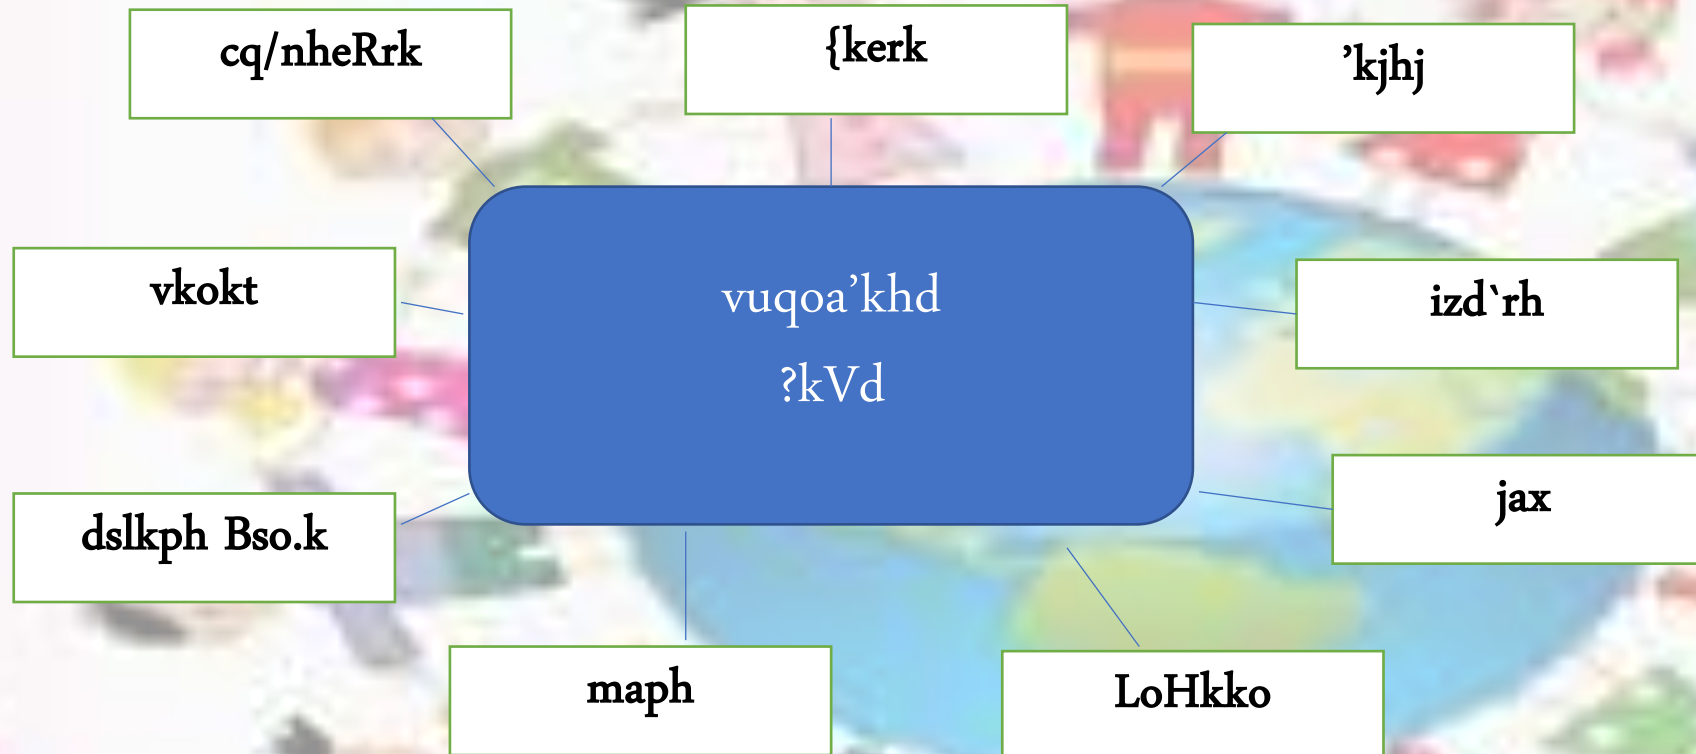 cq/nheRrk
{kerk
’kjhj
vkokt
vuqoa’khd
?kVd
izd`rh
dslkph Bso.k
jax
maph
LoHkko